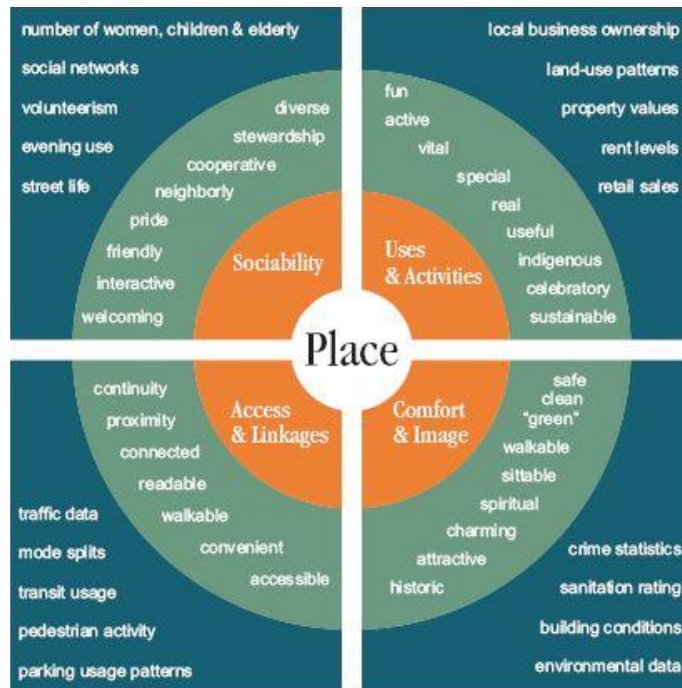 number of women, children & elderly
social networks
volunteerism
evening use
street life
diverse
stewardship
cooperative
neighborly
pride
friendly
interactive
welcoming
Sociability
local business ownership
land-use patterns
property values
rent levels
retail sales
fun
active
vital
special
real
useful
indigenous
celebratory
sustainable
Uses
& Activities
Place
Access
& Linkages
continuity
proximity
connected
readable
walkable
convenient
accessible
traffic data
mode splits
transit usage
pedestrian activity
parking usage patterns
Comfort
& Image
safe
clean
"green"
walkable
sittable
spiritual
charming
attractive
historic
crime statistics
sanitation rating
building conditions
environmental data